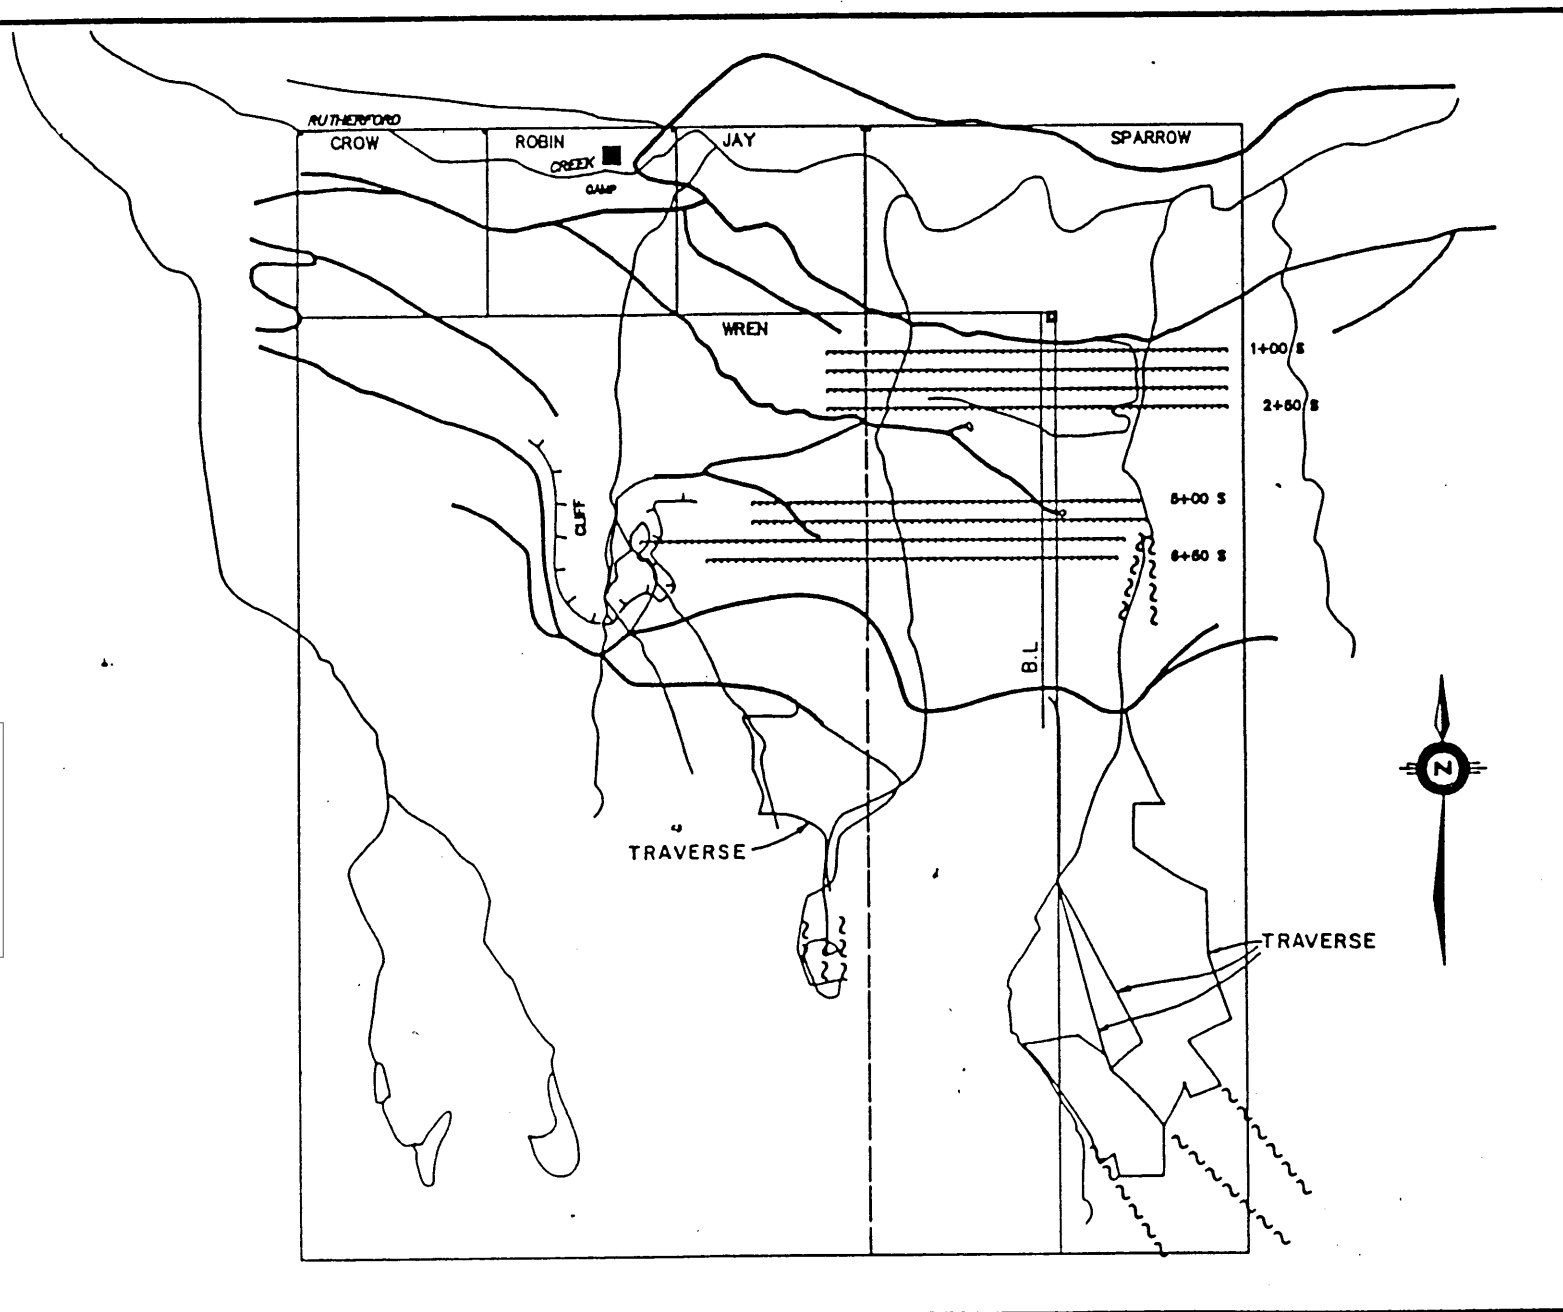 RUTHERFORD
CROW
ROBIN
JAY
SPARROW
CREEK
CAMP
WREN
1+00 S
2+50 S
CLIFF
5+00 S
6+50 S
B.L.
N
TRAVERSE
TRAVERSE